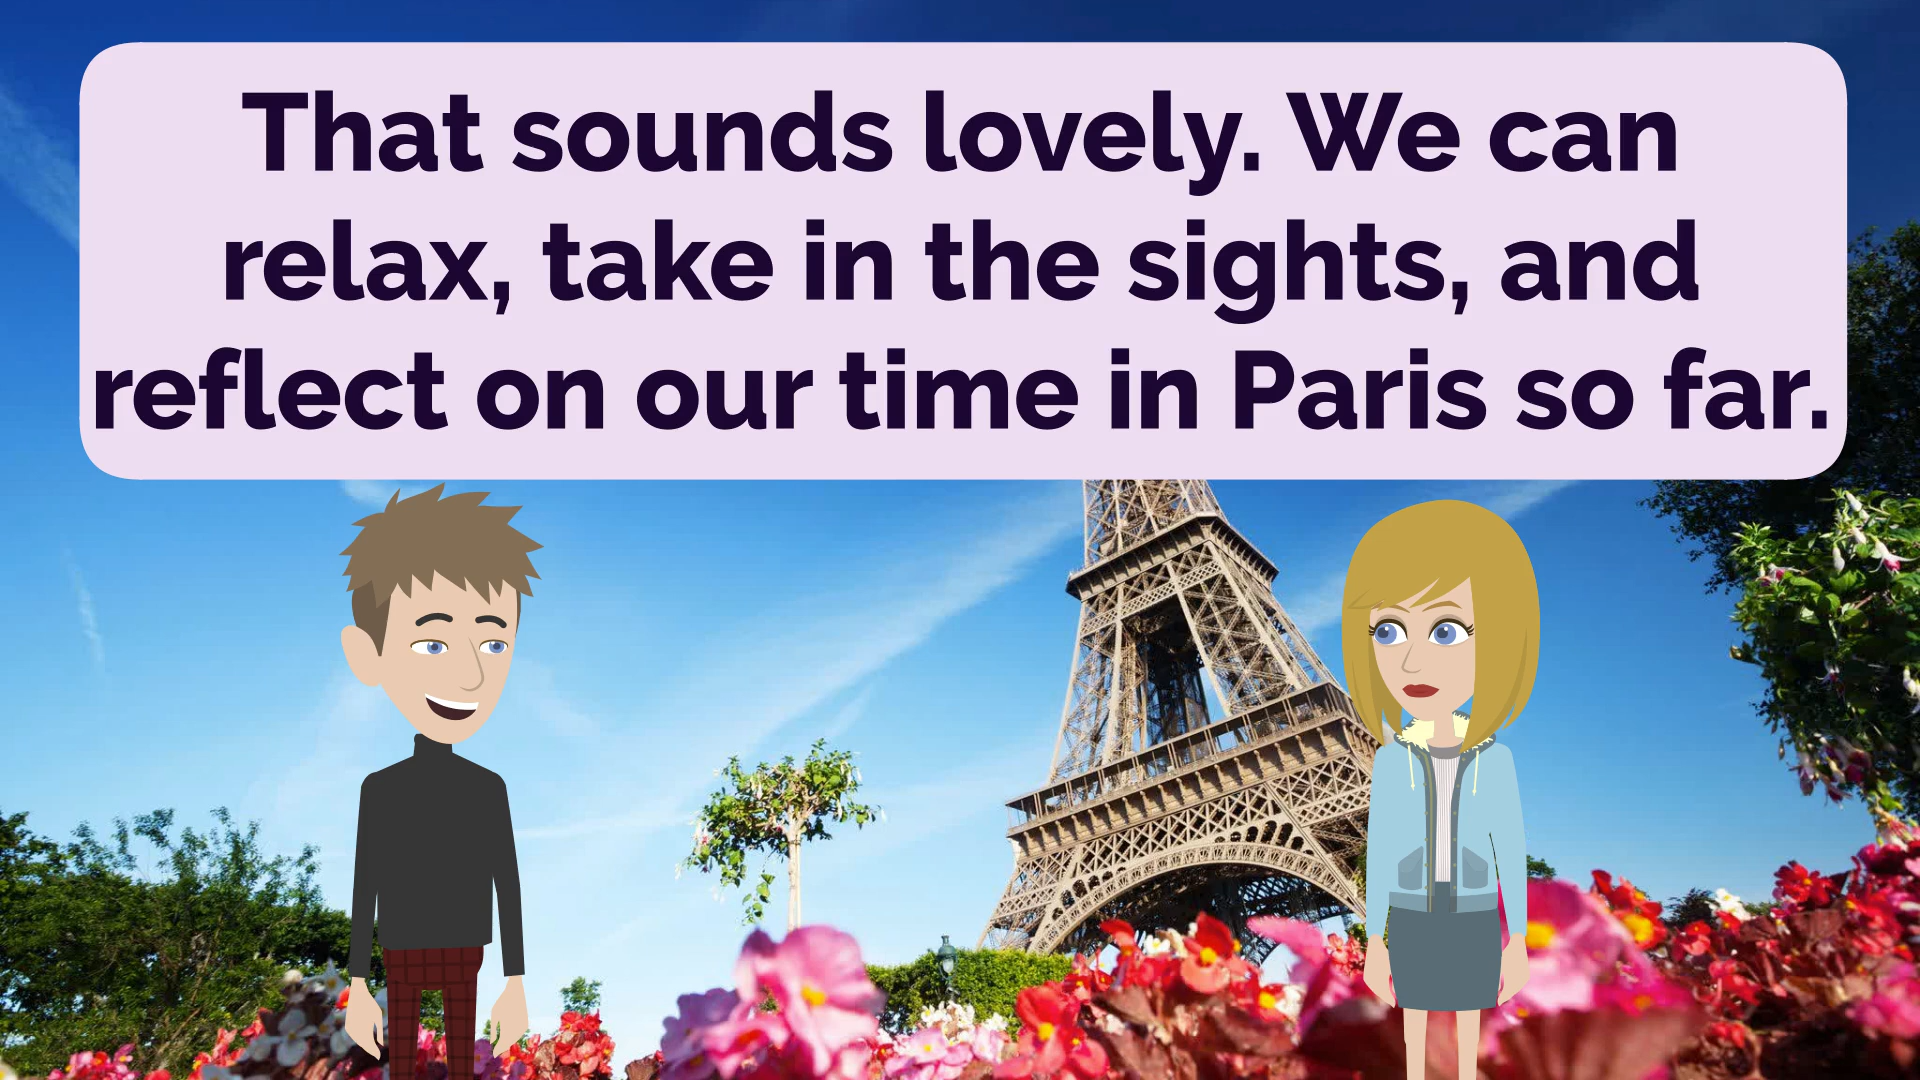 That sounds lovely. We can
relax, take in the sights, and
reflect on our time in Paris so far.